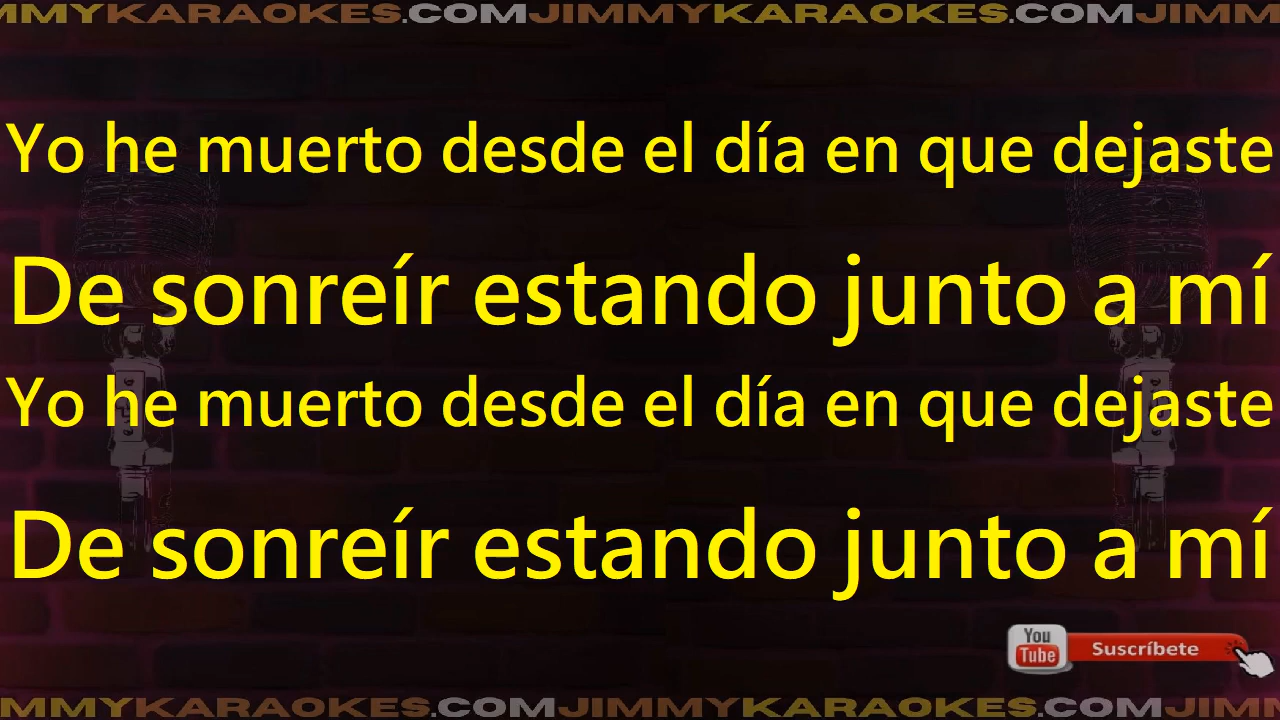 MMYKARAOKES.COMJIMMYKARAOKES.COMJIMM
Yo he muerto desde el día en que dejaste
De sonreír estando junto a mí
Yo he muerto desde el día en que dejaste
De sonreír estando junto a mí
You
Tube
Suscríbete
MMYKARAOKES.COMJIMMYKARAOKES.COMJIM